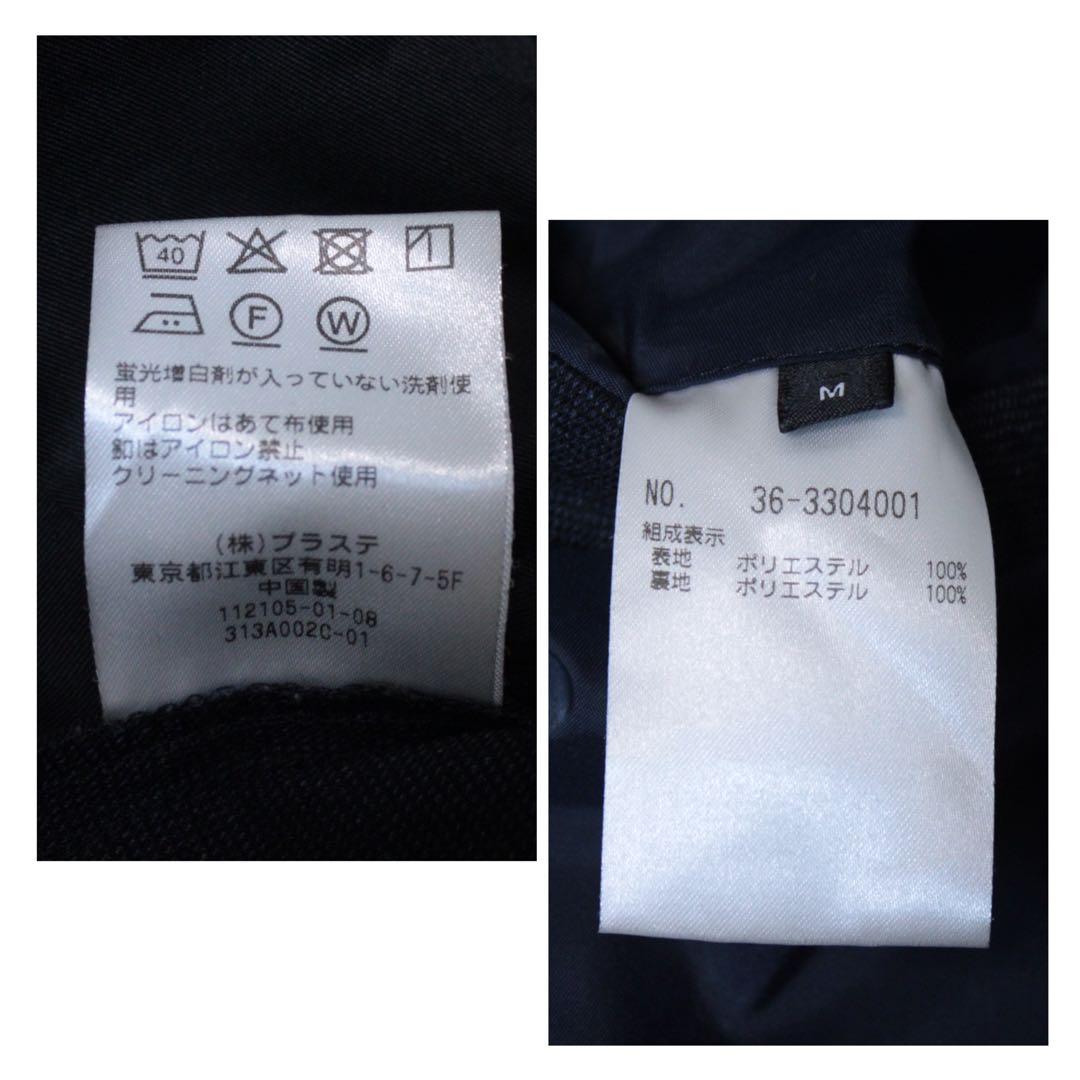 40
F
W
蛍光増白剤が入っていない洗剤使
用
アイロンはあて布使用
釦はアイロン禁止
クリーニングネット使用
(株)プラステ
東京都江東区有明1-6-7-5F
中国製
112105-01-08
313A002C-01
M
NO. 36-3304001
組成表示
表地 ポリエステル 100%
裏地 ポリエステル 100%